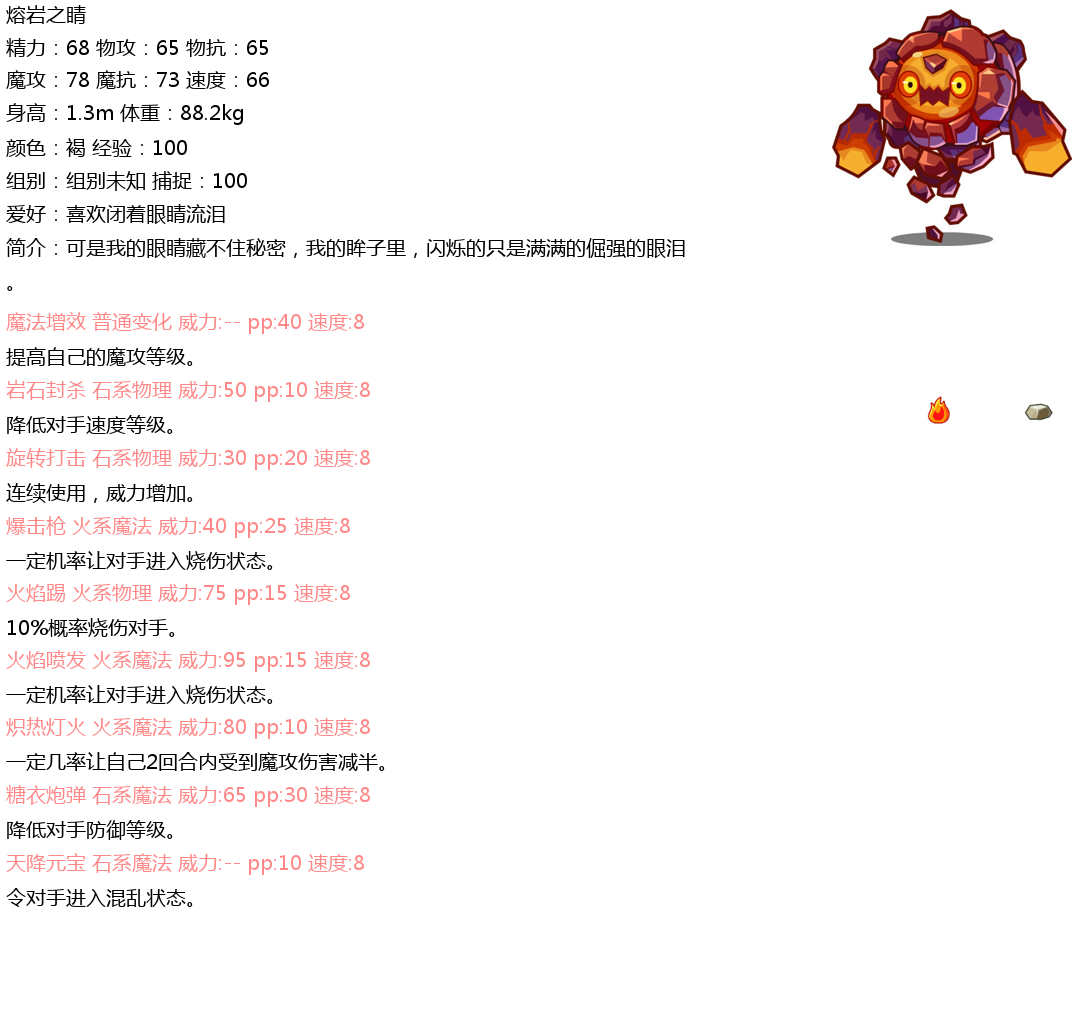 熔岩之睛
精力：68 物攻：65 物抗：65
魔攻：78 魔抗：73 速度：66
身高：1.3m 体重：88.2kg
颜色：褐 经验：100
组别：组别未知 捕捉：100
爱好：喜欢闭着眼睛流泪
简介：可是我的眼睛藏不住秘密，我的眸子里，闪烁的只是满满的倔强的眼泪
。
魔法增效 普通变化 威力:-- pp:40 速度:8
提高自己的魔攻等级。
岩石封杀 石系物理 威力:50 pp:10 速度:8
降低对手速度等级。
旋转打击 石系物理 威力:30 pp:20 速度:8
连续使用，威力增加。
爆击枪 火系魔法 威力:40 pp:25 速度:8
一定机率让对手进入烧伤状态。
火焰踢 火系物理 威力:75 pp:15 速度:8
10%概率烧伤对手。
火焰喷发 火系魔法 威力:95 pp:15 速度:8
一定机率让对手进入烧伤状态。
炽热灯火 火系魔法 威力:80 pp:10 速度:8
一定几率让自己2回合内受到魔攻伤害减半。
糖衣炮弹 石系魔法 威力:65 pp:30 速度:8
降低对手防御等级。
天降元宝 石系魔法 威力:-- pp:10 速度:8
令对手进入混乱状态。